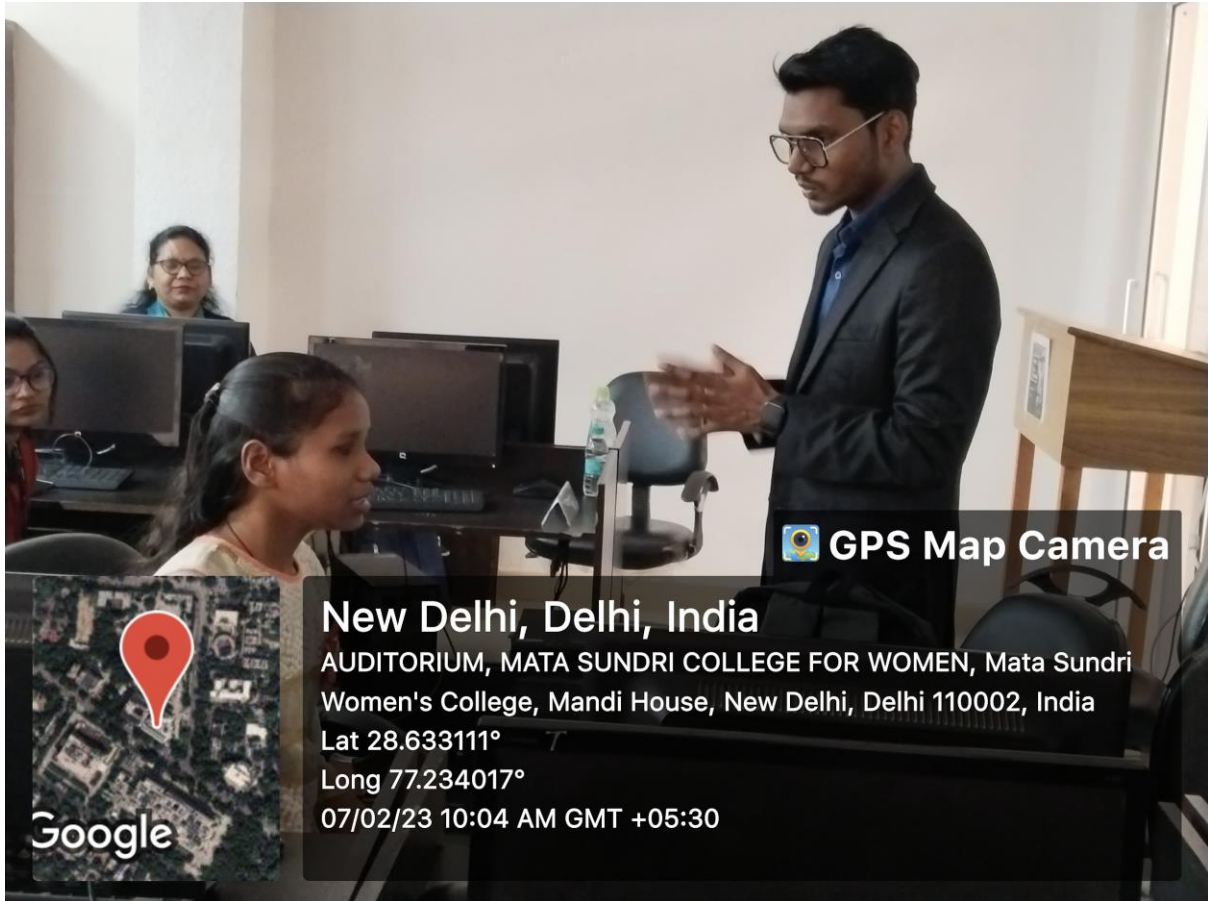 GPS Map Camera
New Delhi, Delhi, India
AUDITORIUM, MATA SUNDRI COLLEGE FOR WOMEN, Mata Sundri
Women's College, Mandi House, New Delhi, Delhi 110002, India
Lat 28.633111°
Long 77.234017°
07/02/23 10:04 AM GMT +05:30
Google